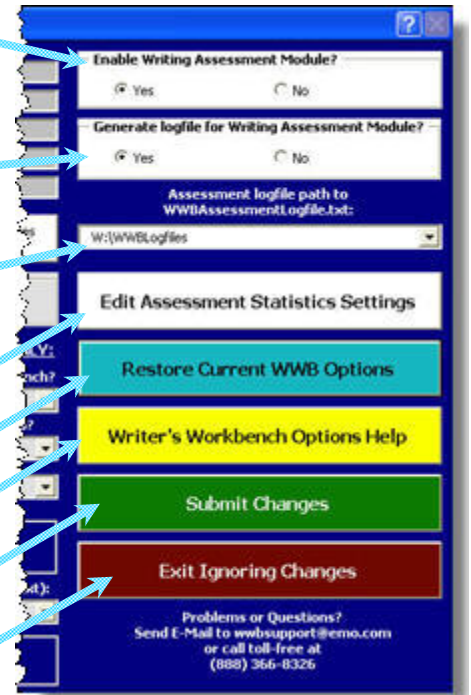 ?
Enable Writing Assessment Module?
Yes No
Generate logfile for Writing Assessment Module?
Yes No
Assessment logfile path to
WWBAssessmentLogfile.txt:
W:\WWBLogfiles
Edit Assessment Statistics Settings
Restore Current WWB Options
Writer's Workbench Options Help
Submit Changes
Exit Ignoring Changes
Problems or Questions?
Send E-Mail to wwbsupport@emo.com
or call toll-free at
(888) 366-8326